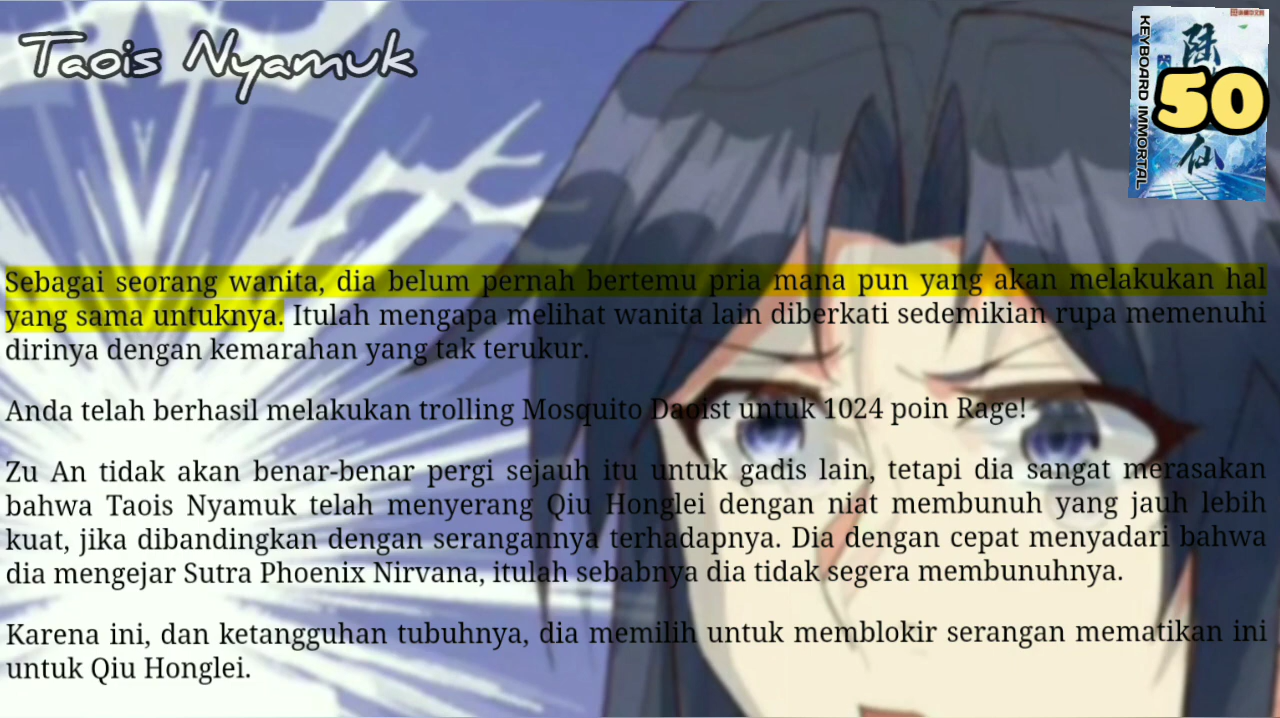 Taois Nyamuk
KEYBOARD IMMORTAL
陆
仙
50
Sebagai seorang wanita, dia belum pernah bertemu pria mana pun yang akan melakukan hal
yang sama untuknya. Itulah mengapa melihat wanita lain diberkati sedemikian rupa memenuhi
dirinya dengan kemarahan yang tak terukur.
Anda telah berhasil melakukan trolling Mosquito Daoist untuk 1024 poin Rage!
Zu An tidak akan benar-benar pergi sejauh itu untuk gadis lain, tetapi dia sangat merasakan
bahwa Taois Nyamuk telah menyerang Qiu Honglei dengan niat membunuh yang jauh lebih
kuat, jika dibandingkan dengan serangannya terhadapnya. Dia dengan cepat menyadari bahwa
dia mengejar Sutra Phoenix Nirvana, itulah sebabnya dia tidak segera membunuhnya.
Karena ini, dan ketangguhan tubuhnya, dia memilih untuk memblokir serangan mematikan ini
untuk Qiu Honglei.